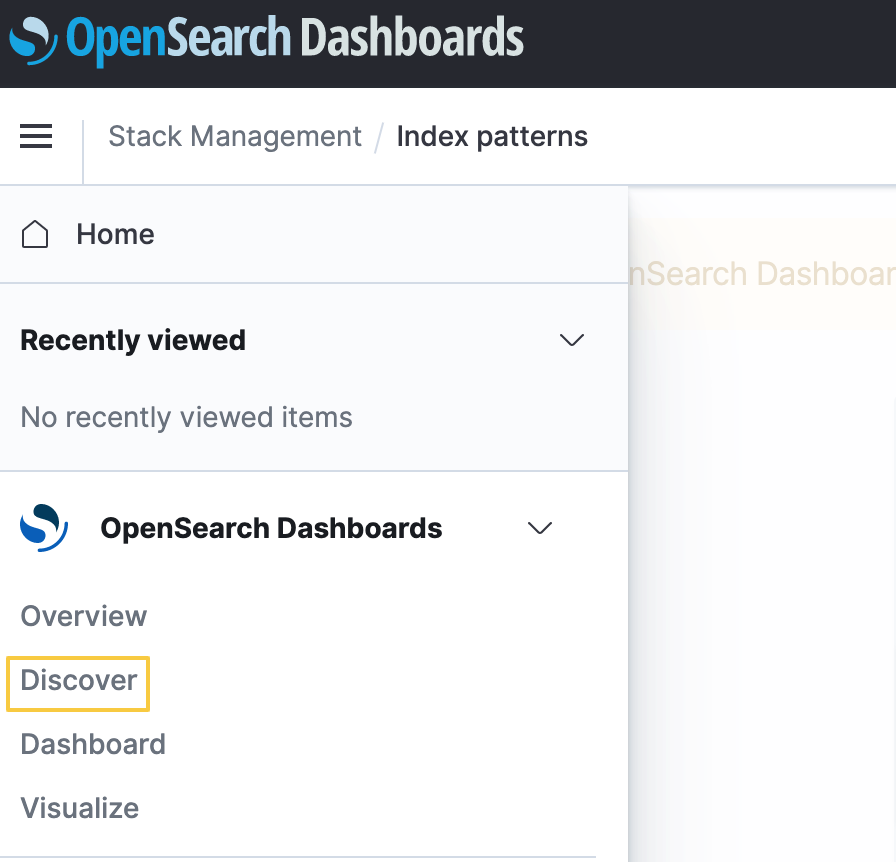 OpenSearch Dashboards
Stack Management / Index patterns
Home
nSearch Dashboar
Recently viewed
No recently viewed items
OpenSearch Dashboards
Overview
Discover
Dashboard
Visualize